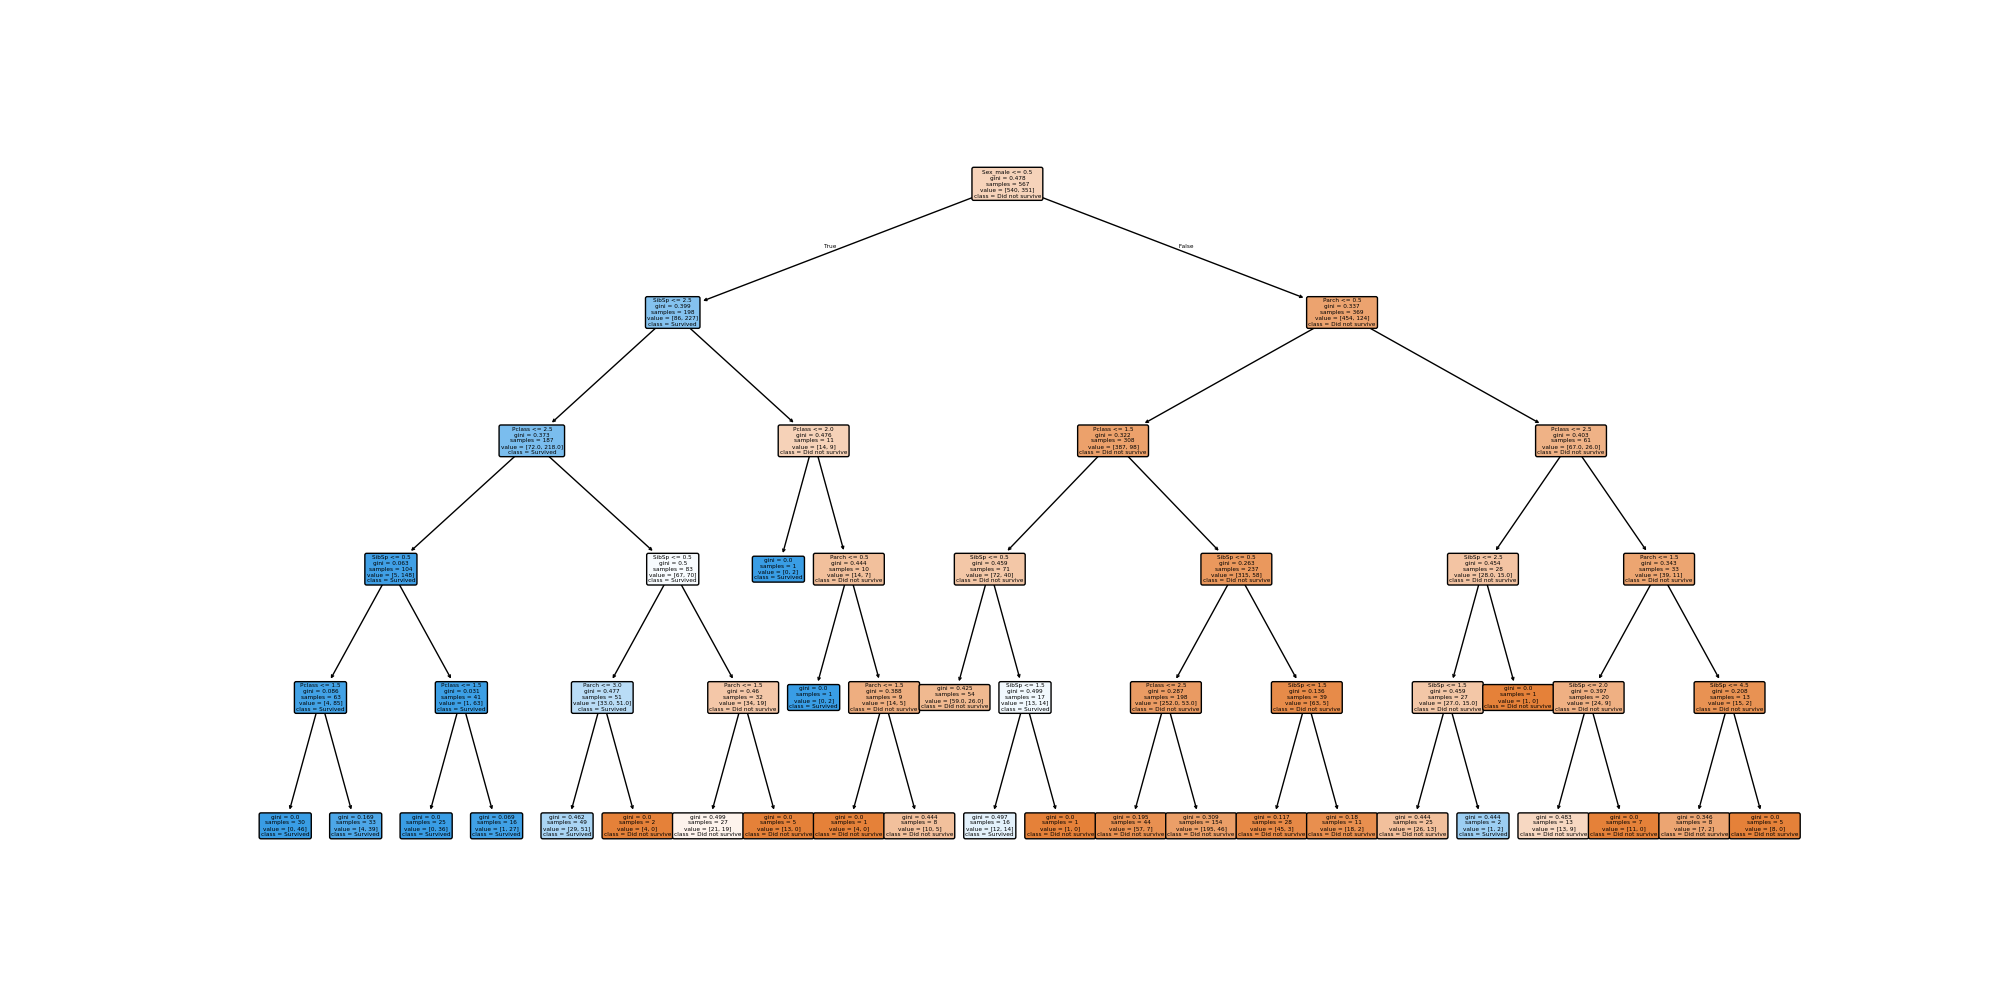 Sex_male <= 0.5
gini = 0.478
samples = 567
value = [540, 351]
class = Did not survive
True
False
SibSp <= 2.5
gini = 0.399
samples = 198
value = [86, 227]
class = Survived
Parch <= 0.5
gini = 0.337
samples = 369
value = [454, 124]
class = Did not survive
Pclass <= 2.5
gini = 0.373
samples = 187
value = [72.0, 218.0]
class = Survived
Pclass <= 2.0
gini = 0.476
samples = 11
value = [14, 9]
class = Did not survive
Pclass <= 1.5
gini = 0.322
samples = 308
value = [387, 98]
class = Did not survive
Pclass <= 2.5
gini = 0.403
samples = 61
value = [67.0, 26.0]
class = Did not survive
SibSp <= 0.5
gini = 0.063
samples = 104
value = [5, 148]
class = Survived
SibSp <= 0.5
gini = 0.5
samples = 83
value = [67, 70]
class = Survived
gini = 0.0
samples = 1
value = [0, 2]
class = Survived
Parch <= 0.5
gini = 0.444
samples = 10
value = [14, 7]
class = Did not survive
SibSp <= 0.5
gini = 0.459
samples = 71
value = [72, 40]
class = Did not survive
SibSp <= 0.5
gini = 0.263
samples = 237
value = [315, 58]
class = Did not survive
SibSp <= 2.5
gini = 0.454
samples = 28
value = [28.0, 15.0]
class = Did not survive
Parch <= 1.5
gini = 0.343
samples = 33
value = [39, 11]
class = Did not survive
Pclass <= 1.5
gini = 0.086
samples = 63
value = [4, 85]
class = Survived
Pclass <= 1.5
gini = 0.031
samples = 41
value = [1, 63]
class = Survived
Parch <= 3.0
gini = 0.477
samples = 51
value = [33.0, 51.0]
class = Survived
Parch <= 1.5
gini = 0.46
samples = 32
value = [34, 19]
class = Did not survive
gini = 0.0
samples = 1
value = [0, 2]
class = Survived
Parch <= 1.5
gini = 0.388
samples = 9
value = [14, 5]
class = Did not survive
gini = 0.425
samples = 54
value = [59.0, 26.0]
class = Did not survive
SibSp <= 1.5
gini = 0.499
samples = 17
value = [13, 14]
class = Survived
Pclass <= 2.5
gini = 0.287
samples = 198
value = [252.0, 53.0]
class = Did not survive
SibSp <= 1.5
gini = 0.136
samples = 39
value = [63, 5]
class = Did not survive
SibSp <= 1.5
gini = 0.459
samples = 27
value = [27.0, 15.0]
class = Did not survive
gini = 0.0
samples = 1
value = [1, 0]
class = Did not survive
SibSp <= 2.0
gini = 0.397
samples = 20
value = [24, 9]
class = Did not survive
SibSp <= 4.5
gini = 0.208
samples = 13
value = [15, 2]
class = Did not survive
gini = 0.0
samples = 30
value = [0, 46]
class = Survived
gini = 0.169
samples = 33
value = [4, 39]
class = Survived
gini = 0.0
samples = 25
value = [0, 36]
class = Survived
gini = 0.069
samples = 16
value = [1, 27]
class = Survived
gini = 0.462
samples = 49
value = [29, 51]
class = Survived
gini = 0.0
samples = 2
value = [4, 0]
class = Did not survive
gini = 0.499
samples = 27
value = [21, 19]
class = Did not survive
gini = 0.0
samples = 5
value = [13, 0]
class = Did not survive
gini = 0.0
samples = 1
value = [4, 0]
class = Did not survive
gini = 0.444
samples = 8
value = [10, 5]
class = Did not survive
gini = 0.497
samples = 16
value = [12, 14]
class = Survived
gini = 0.0
samples = 1
value = [1, 0]
class = Did not survive
gini = 0.195
samples = 44
value = [57, 7]
class = Did not survive
gini = 0.309
samples = 154
value = [195, 46]
class = Did not survive
gini = 0.117
samples = 28
value = [45, 3]
class = Did not survive
gini = 0.18
samples = 11
value = [18, 2]
class = Did not survive
gini = 0.444
samples = 25
value = [26, 13]
class = Did not survive
gini = 0.444
samples = 2
value = [1, 2]
class = Survived
gini = 0.483
samples = 13
value = [13, 9]
class = Did not survive
gini = 0.0
samples = 7
value = [11, 0]
class = Did not survive
gini = 0.346
samples = 8
value = [7, 2]
class = Did not survive
gini = 0.0
samples = 5
value = [8, 0]
class = Did not survive